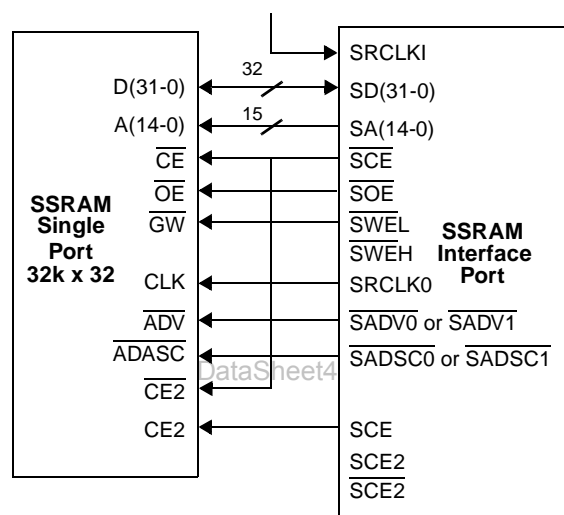 SRCLKI
32
D(31-0)
SD(31-0)
15
A(14-0)
SA(14-0)
CE
SCE
OE
SOE
SSRAM
Single
Port
32k x 32
GW
SWEL
SWEH
SSRAM
Interface
Port
CLK
SRCLK0
ADV
SADV0 or SADV1
ADASC
SADSC0 or SADSC1
DataSheet4
CE2
CE2
SCE
SCE2
SCE2